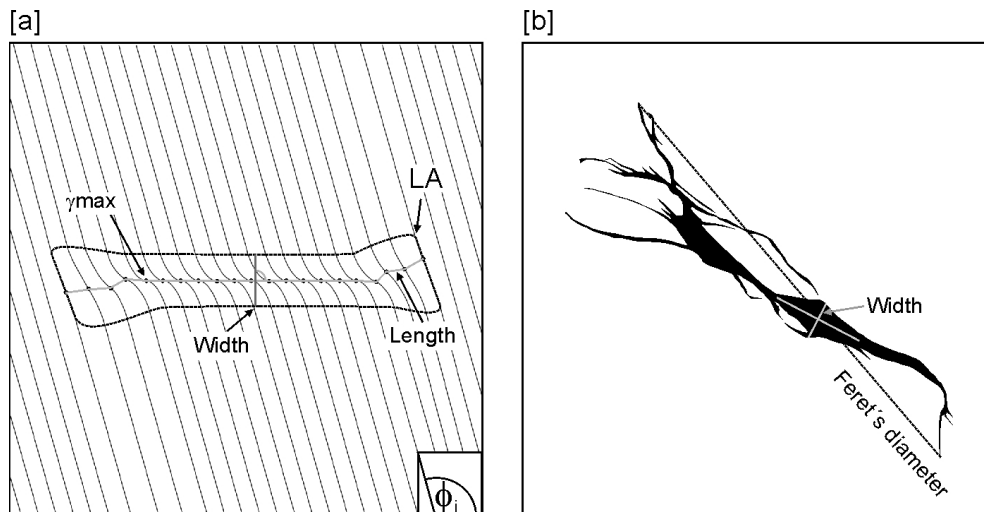 [a]
[b]
LA
γmax
Width
Length
Width
Feret´s diameter
ϕi